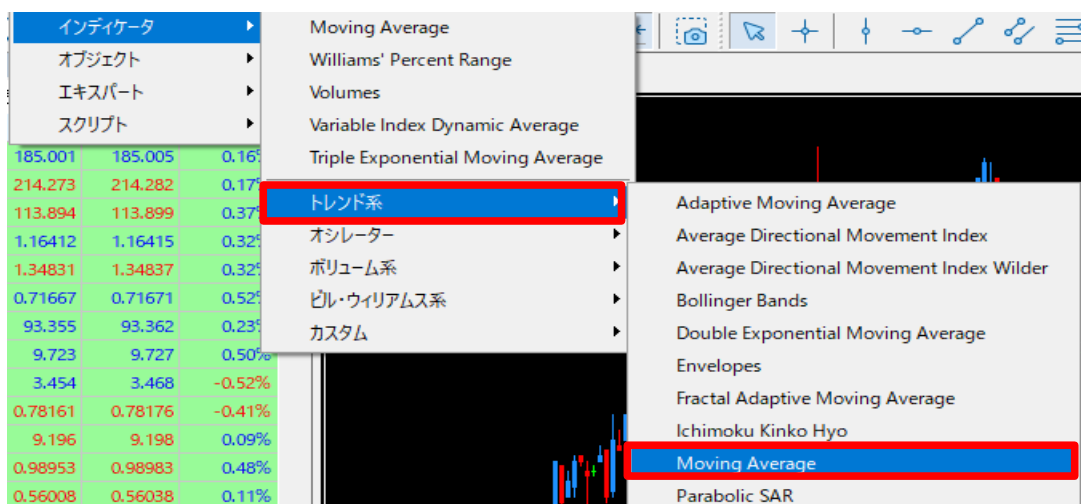 インディケータ
オブジェクト
エキスパート
スクリプト
Moving Average
Williams' Percent Range
Volumes
Variable Index Dynamic Average
Triple Exponential Moving Average
トレンド系
オシレーター
ボリューム系
ビル・ウィリアムス系
カスタム
Adaptive Moving Average
Average Directional Movement Index
Average Directional Movement Index Wilder
Bollinger Bands
Double Exponential Moving Average
Envelopes
Fractal Adaptive Moving Average
Ichimoku Kinko Hyo
Moving Average
Parabolic SAR
185.001 185.005 0.16%
214.273 214.282 0.17
113.894 113.899 0.37
1.16412 1.16415 0.32
1.34831 1.34837 0.32
0.71667 0.71671 0.52
93.355 93.362 0.23
9.723 9.727 0.50%
3.454 3.468 -0.52%
0.78161 0.78176 -0.41%
9.196 9.198 0.09%
0.98953 0.98983 0.48%
0.56008 0.56038 0.11%